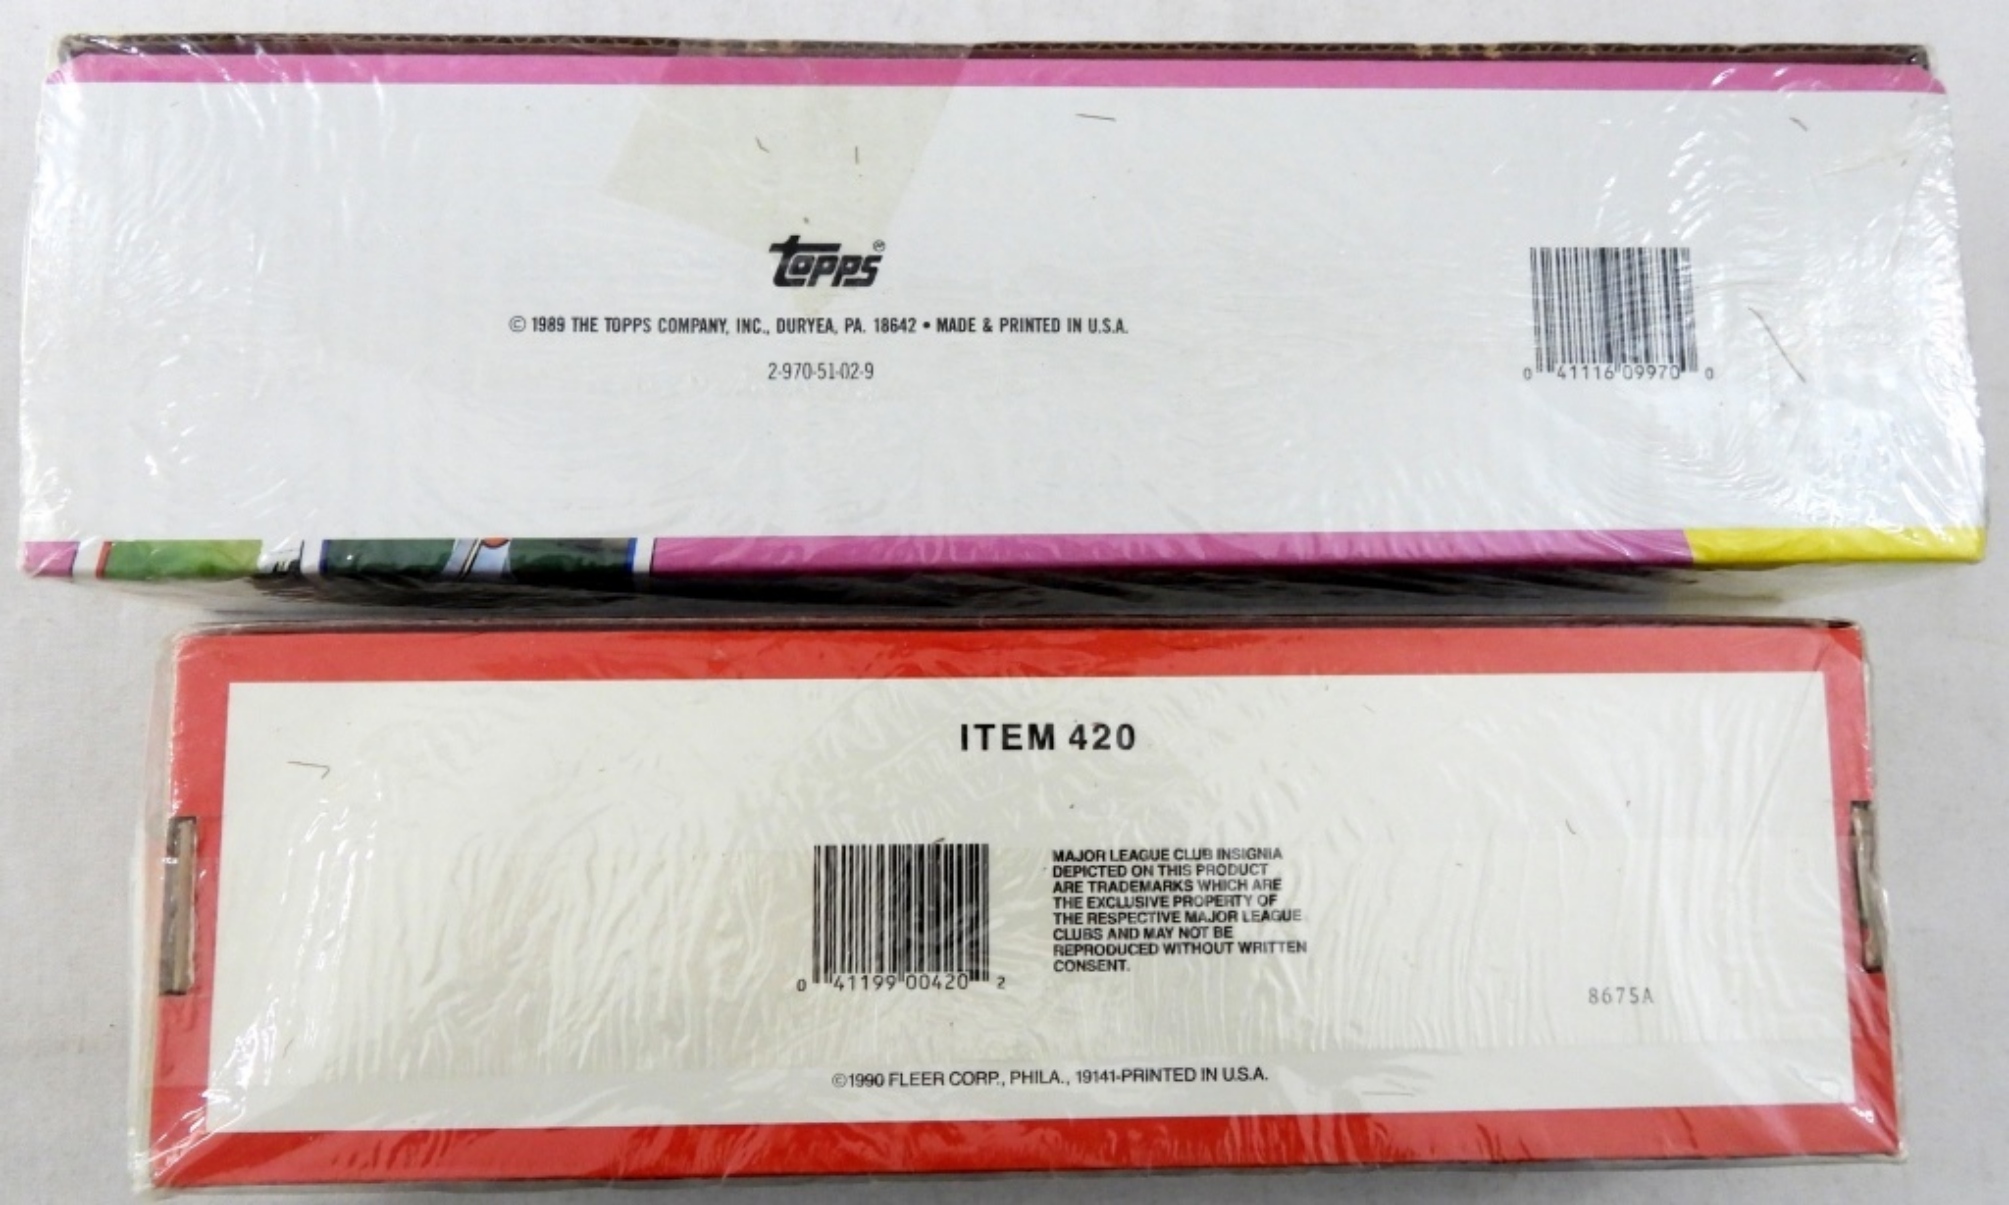 topps®
© 1989 THE TOPPS COMPANY, INC., DURYEA, PA. 18642 • MADE & PRINTED IN U.S.A.
2-970-51-02-9
0 41116 09970 0
ITEM 420
0 41199 00420 2
MAJOR LEAGUE CLUB INSIGNIA
DEPICTED ON THIS PRODUCT
ARE TRADEMARKS WHICH ARE
THE EXCLUSIVE PROPERTY OF
THE RESPECTIVE MAJOR LEAGUE
CLUBS AND MAY NOT BE
REPRODUCED WITHOUT WRITTEN
CONSENT.
8675A
©1990 FLEER CORP., PHILA., 19141-PRINTED IN U.S.A.